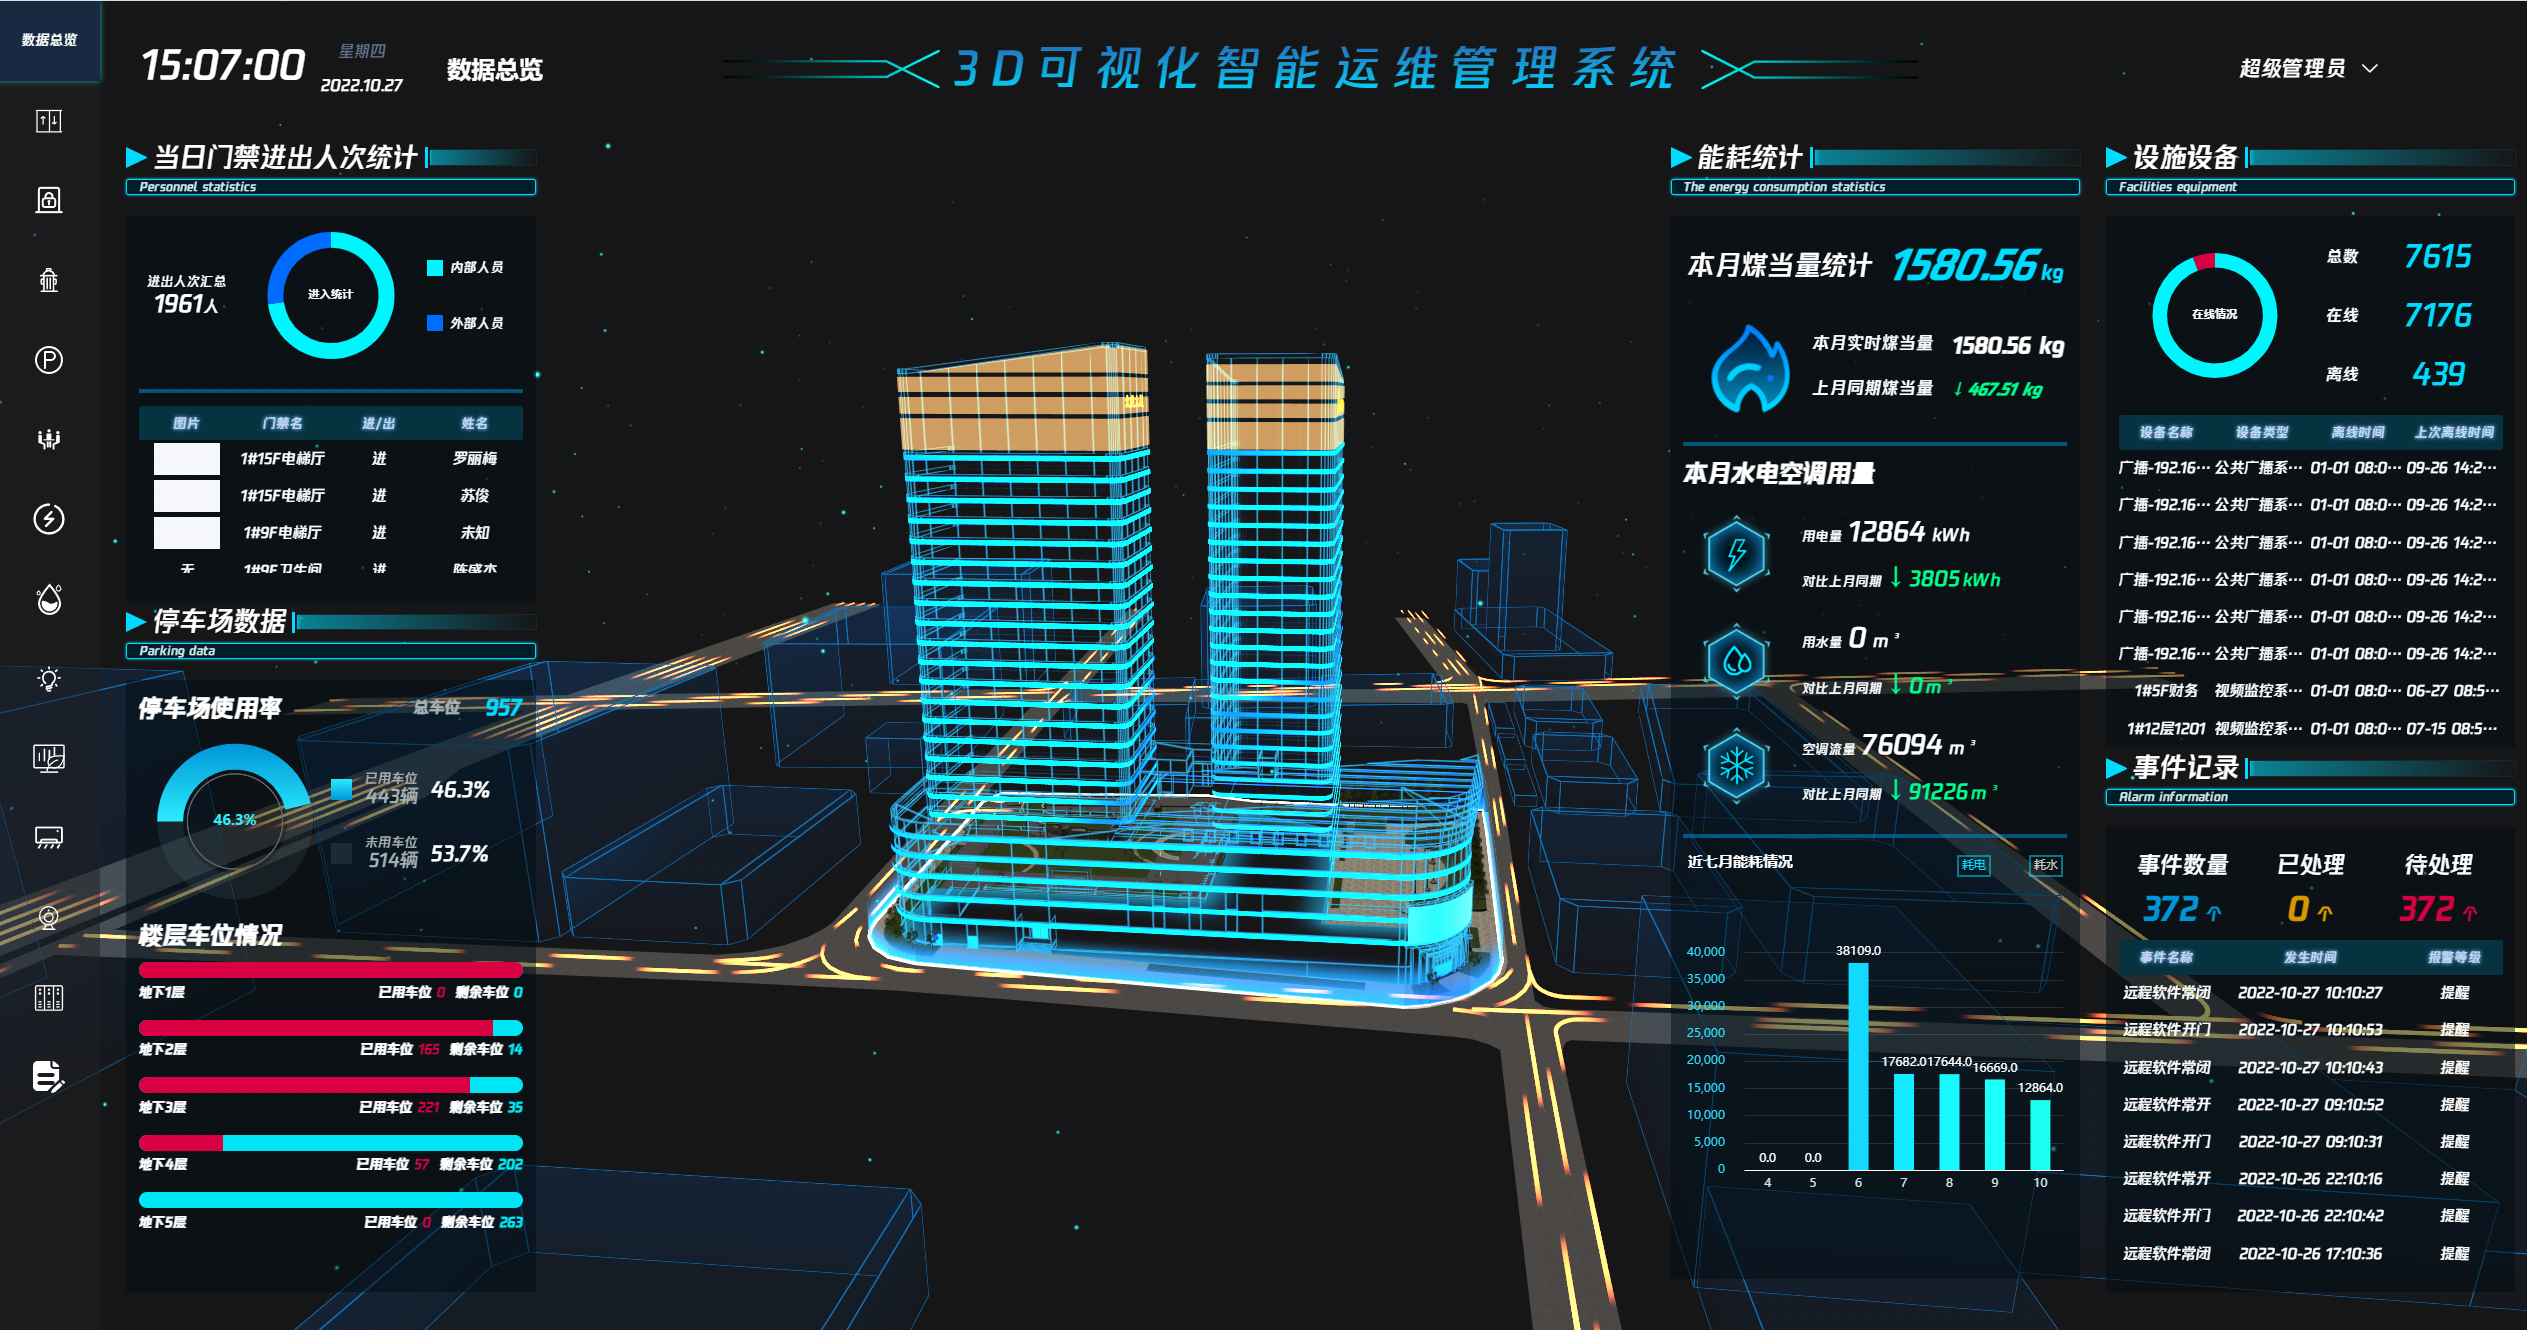 数据总览
15:07:00
星期四
2022.10.27
数据总览
3D可视化智能运维管理系统
超级管理员
当日门禁进出人次统计
Personnel statistics
进出人次汇总
1961人
进入统计
内部人员
外部人员
图片 门禁名 进/出 姓名
1#15F电梯厅 进 罗丽梅
1#15F电梯厅 进 苏俊
1#9F电梯厅 进 未知
无 1#9F卫生间 进 陈盛杰
停车场数据
Parking data
停车场使用率 总车位 957
46.3%
已用车位
443辆 46.3%
未用车位
514辆 53.7%
楼层车位情况
地下1层 已用车位 0 剩余车位 0
地下2层 已用车位 165 剩余车位 14
地下3层 已用车位 221 剩余车位 35
地下4层 已用车位 57 剩余车位 202
地下5层 已用车位 0 剩余车位 263
能耗统计
The energy consumption statistics
本月煤当量统计 1580.56 kg
本月实时煤当量 1580.56 kg
上月同期煤当量 ↓ 467.51 kg
本月水电空调用量
用电量 12864 kWh
对比上月同期 ↓ 3805 kWh
用水量 0 m³
对比上月同期 ↓ 0 m³
空调流量 76094 m³
对比上月同期 ↓ 91226 m³
近七月能耗情况 耗电 耗水
40,000
35,000
30,000
25,000
20,000
15,000
10,000
5,000
0
0.0 0.0 38109.0 17682.0 17644.0 16669.0 12864.0
4 5 6 7 8 9 10
设施设备
Facilities equipment
在线情况
总数 7615
在线 7176
离线 439
设备名称 设备类型 离线时间 上次离线时间
广播-192.16··· 公共广播系··· 01-01 08:0··· 09-26 14:2···
广播-192.16··· 公共广播系··· 01-01 08:0··· 09-26 14:2···
广播-192.16··· 公共广播系··· 01-01 08:0··· 09-26 14:2···
广播-192.16··· 公共广播系··· 01-01 08:0··· 09-26 14:2···
广播-192.16··· 公共广播系··· 01-01 08:0··· 09-26 14:2···
广播-192.16··· 公共广播系··· 01-01 08:0··· 09-26 14:2···
1#5F财务 视频监控系··· 01-01 08:0··· 06-27 08:5···
1#12层1201 视频监控系··· 01-01 08:0··· 07-15 08:5···
事件记录
Alarm information
事件数量 已处理 待处理
372个 0个 372个
事件名称 发生时间 报警等级
远程软件常闭 2022-10-27 10:10:27 提醒
远程软件开门 2022-10-27 10:10:53 提醒
远程软件常闭 2022-10-27 10:10:43 提醒
远程软件常开 2022-10-27 09:10:52 提醒
远程软件开门 2022-10-27 09:10:31 提醒
远程软件常开 2022-10-26 22:10:16 提醒
远程软件开门 2022-10-26 22:10:42 提醒
远程软件常闭 2022-10-26 17:10:36 提醒